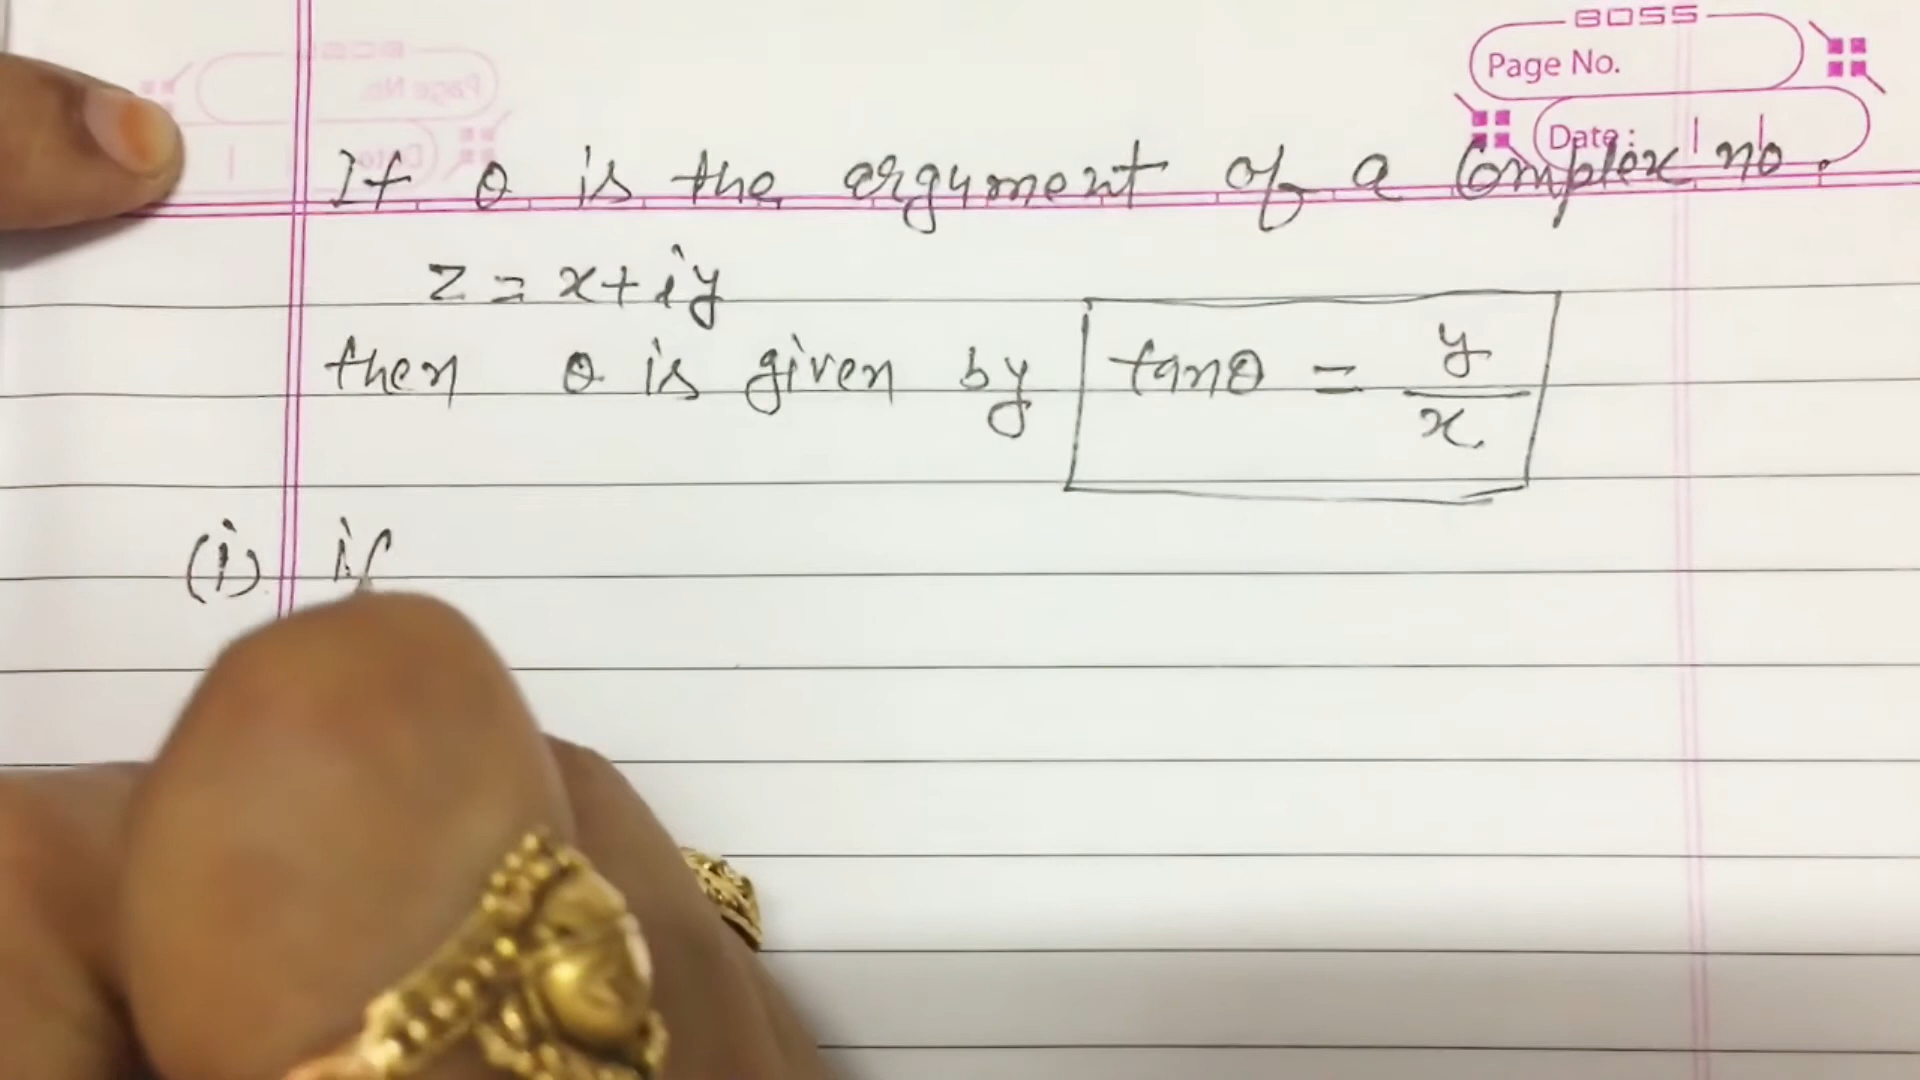 BOSS
Page No.
Date :
If θ is the argument of a Complex no.
z = x+iy
then θ is given by tanθ = y/x
(i) if